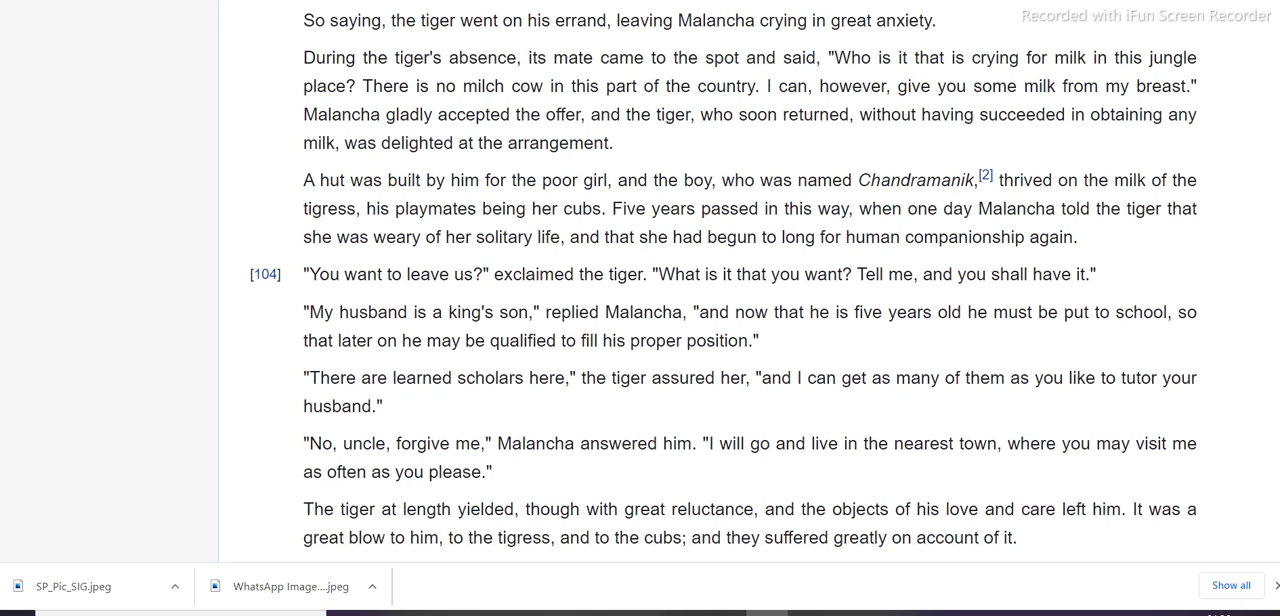 Recorded with iFun Screen Recorder
So saying, the tiger went on his errand, leaving Malancha crying in great anxiety.
During the tiger's absence, its mate came to the spot and said, "Who is it that is crying for milk in this jungle
place? There is no milch cow in this part of the country. I can, however, give you some milk from my breast."
Malancha gladly accepted the offer, and the tiger, who soon returned, without having succeeded in obtaining any
milk, was delighted at the arrangement.
A hut was built by him for the poor girl, and the boy, who was named Chandramanik,[2] thrived on the milk of the
tigress, his playmates being her cubs. Five years passed in this way, when one day Malancha told the tiger that
she was weary of her solitary life, and that she had begun to long for human companionship again.
[104] "You want to leave us?" exclaimed the tiger. "What is it that you want? Tell me, and you shall have it."
"My husband is a king's son," replied Malancha, "and now that he is five years old he must be put to school, so
that later on he may be qualified to fill his proper position."
"There are learned scholars here," the tiger assured her, "and I can get as many of them as you like to tutor your
husband."
"No, uncle, forgive me," Malancha answered him. "I will go and live in the nearest town, where you may visit me
as often as you please."
The tiger at length yielded, though with great reluctance, and the objects of his love and care left him. It was a
great blow to him, to the tigress, and to the cubs; and they suffered greatly on account of it.
SP_Pic_SIG.jpeg WhatsApp Image....jpeg Show all